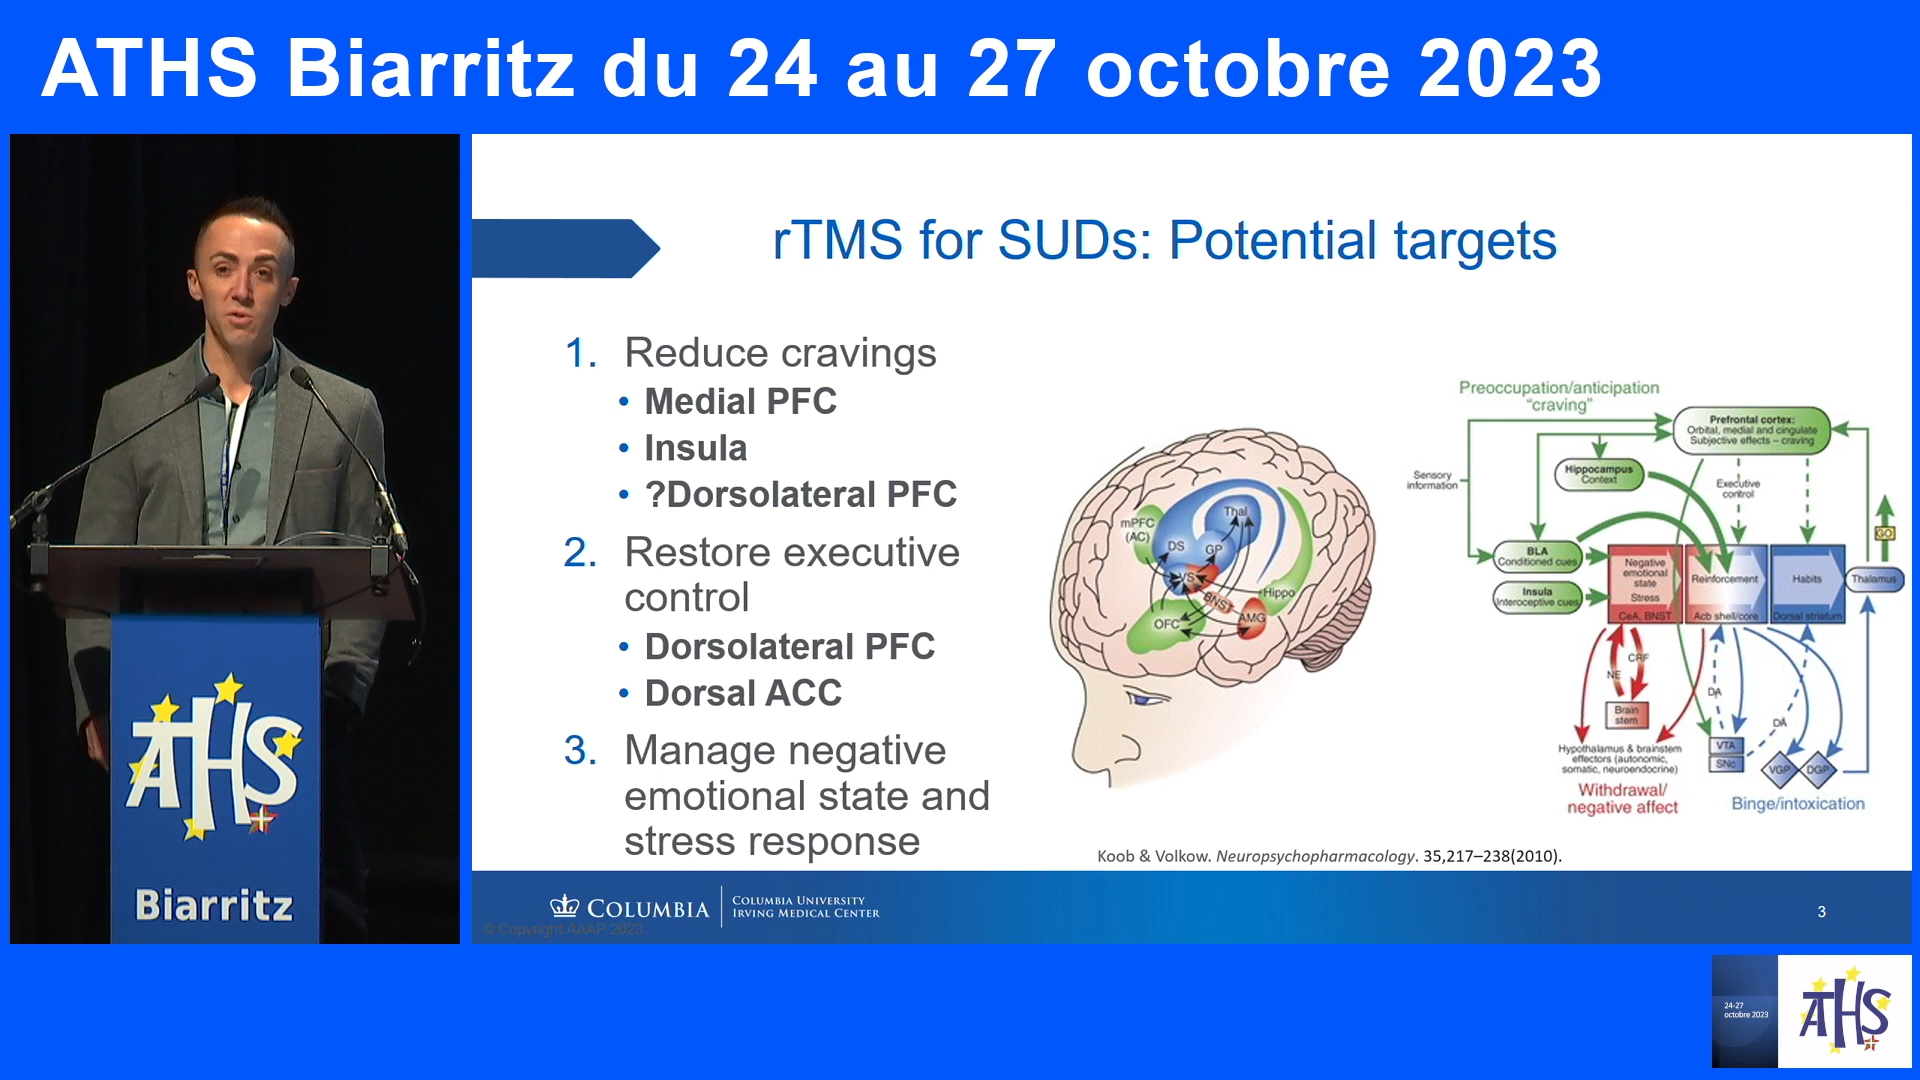 ATHS Biarritz du 24 au 27 octobre 2023
ATHS
Biarritz
rTMS for SUDs: Potential targets
1. Reduce cravings
• Medial PFC
• Insula
• ?Dorsolateral PFC
2. Restore executive
control
• Dorsolateral PFC
• Dorsal ACC
3. Manage negative
emotional state and
stress response
mPFC
(AC)
Thal
DS
GP
VS
BNST
Hippo
OFC
AMG
Preoccupation/anticipation
“craving”
Prefrontal cortex:
Orbital, medial and cingulate
Subjective effects – craving
Sensory
information
Hippocampus
Context
Executive
control
GO
BLA
Conditioned cues
Insula
Interoceptive cues
Negative
emotional
state
Stress
CeA, BNST
Reinforcement
Acb shell/core
Habits
Dorsal striatum
Thalamus
CRF
NE
Brain
stem
DA
DA
VTA
SNc
VGP
DGP
Hypothalamus & brainstem
effectors (autonomic,
somatic, neuroendocrine)
Withdrawal/
negative affect
Binge/intoxication
Koob & Volkow. Neuropsychopharmacology. 35,217–238(2010).
COLUMBIA
COLUMBIA UNIVERSITY
IRVING MEDICAL CENTER
3
© Copyright AAAP 2023
24-27
octobre 2023
ATHS